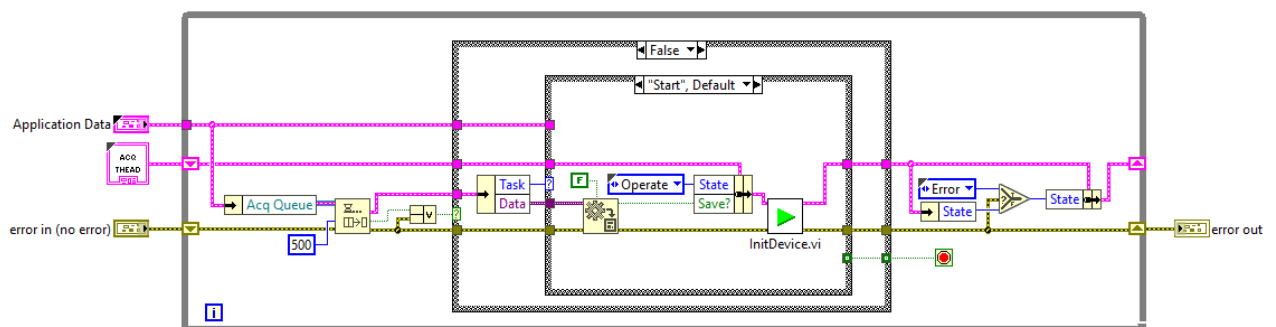 False
"Start", Default
Application Data
ACQ
THEAD
Task
Data
F
Operate
State
Save?
Error
State
State
Acq Queue
v
?
?
?
T
F
error in (no error)
500
InitDevice.vi
error out
i